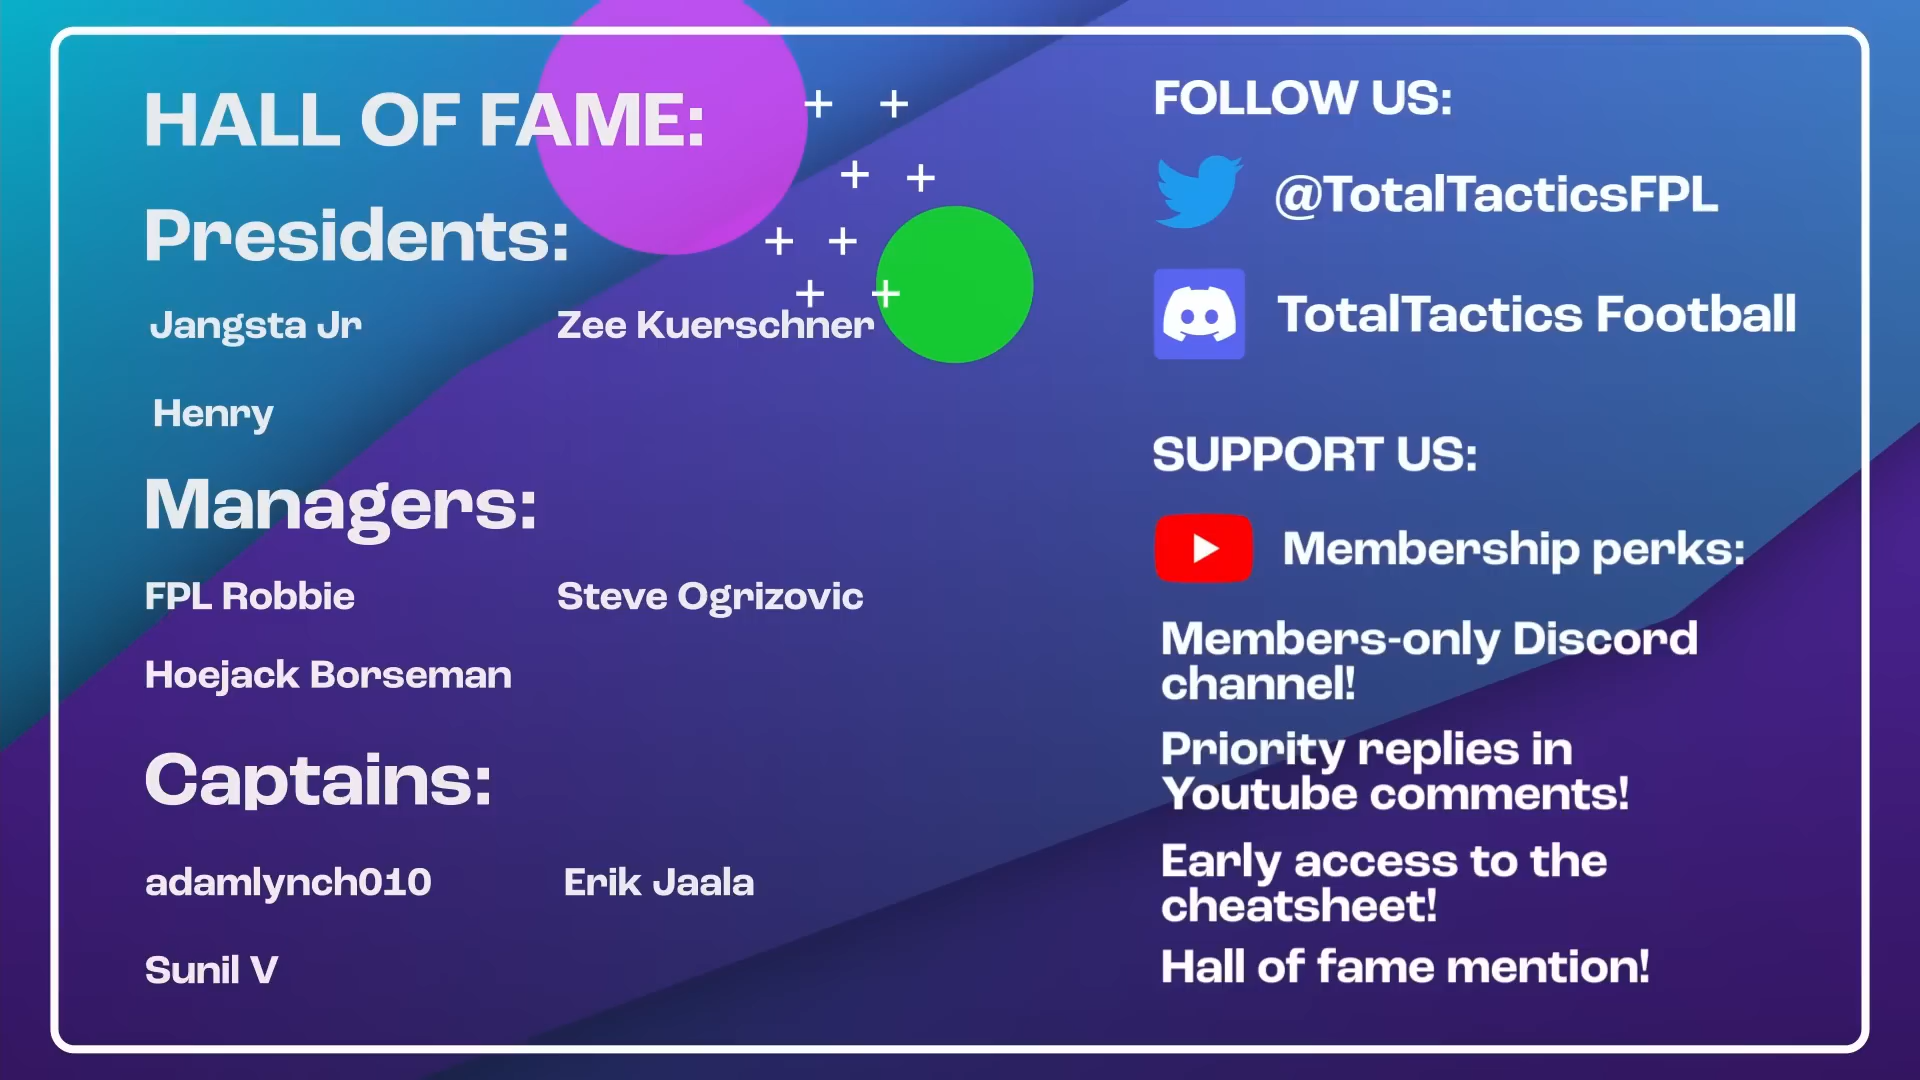 HALL OF FAME:
Presidents:
Jangsta Jr
Zee Kuerschner
Henry
Managers:
FPL Robbie
Steve Ogrizovic
Hoejack Borseman
Captains:
adamlynch010
Erik Jaala
Sunil V
FOLLOW US:
@TotalTacticsFPL
TotalTactics Football
SUPPORT US:
Membership perks:
Members-only Discord
channel!
Priority replies in
Youtube comments!
Early access to the
cheatsheet!
Hall of fame mention!